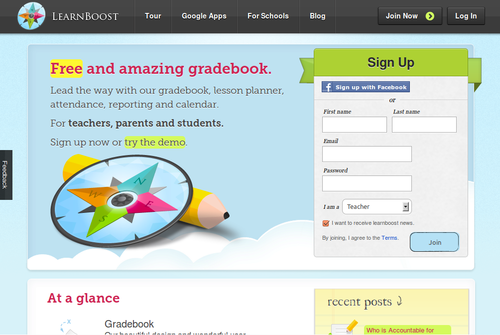 LEARNBOOST
Tour
Google Apps
For Schools
Blog
Join Now
Log In
Free and amazing gradebook.
Lead the way with our gradebook, lesson planner,
attendance, reporting and calendar.
For teachers, parents and students.
Sign up now or try the demo.
Sign Up
Sign up with Facebook
or
First name
Last name
Email
Password
I am a
Teacher
I want to receive learnboost news.
By joining, I agree to the Terms.
Join
Feedback
At a glance
Gradebook
recent posts
Who is Accountable for